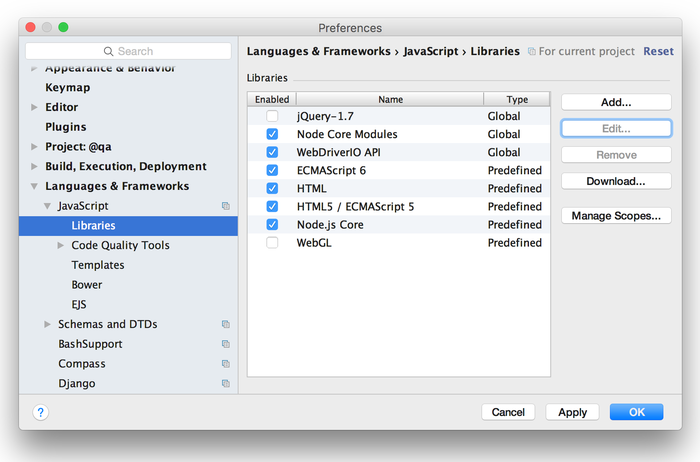 Preferences
Search
Languages & Frameworks › JavaScript › Libraries For current project Reset
Appearance & Behavior
Keymap
Editor
Plugins
Project: @qa
Build, Execution, Deployment
Languages & Frameworks
JavaScript
Libraries
Code Quality Tools
Templates
Bower
EJS
Schemas and DTDs
BashSupport
Compass
Django
Libraries
Enabled Name Type
jQuery-1.7 Global
Node Core Modules Global
WebDriverIO API Global
ECMAScript 6 Predefined
HTML Predefined
HTML5 / ECMAScript 5 Predefined
Node.js Core Predefined
WebGL Predefined
Add...
Edit...
Remove
Download...
Manage Scopes...
?
Cancel Apply OK